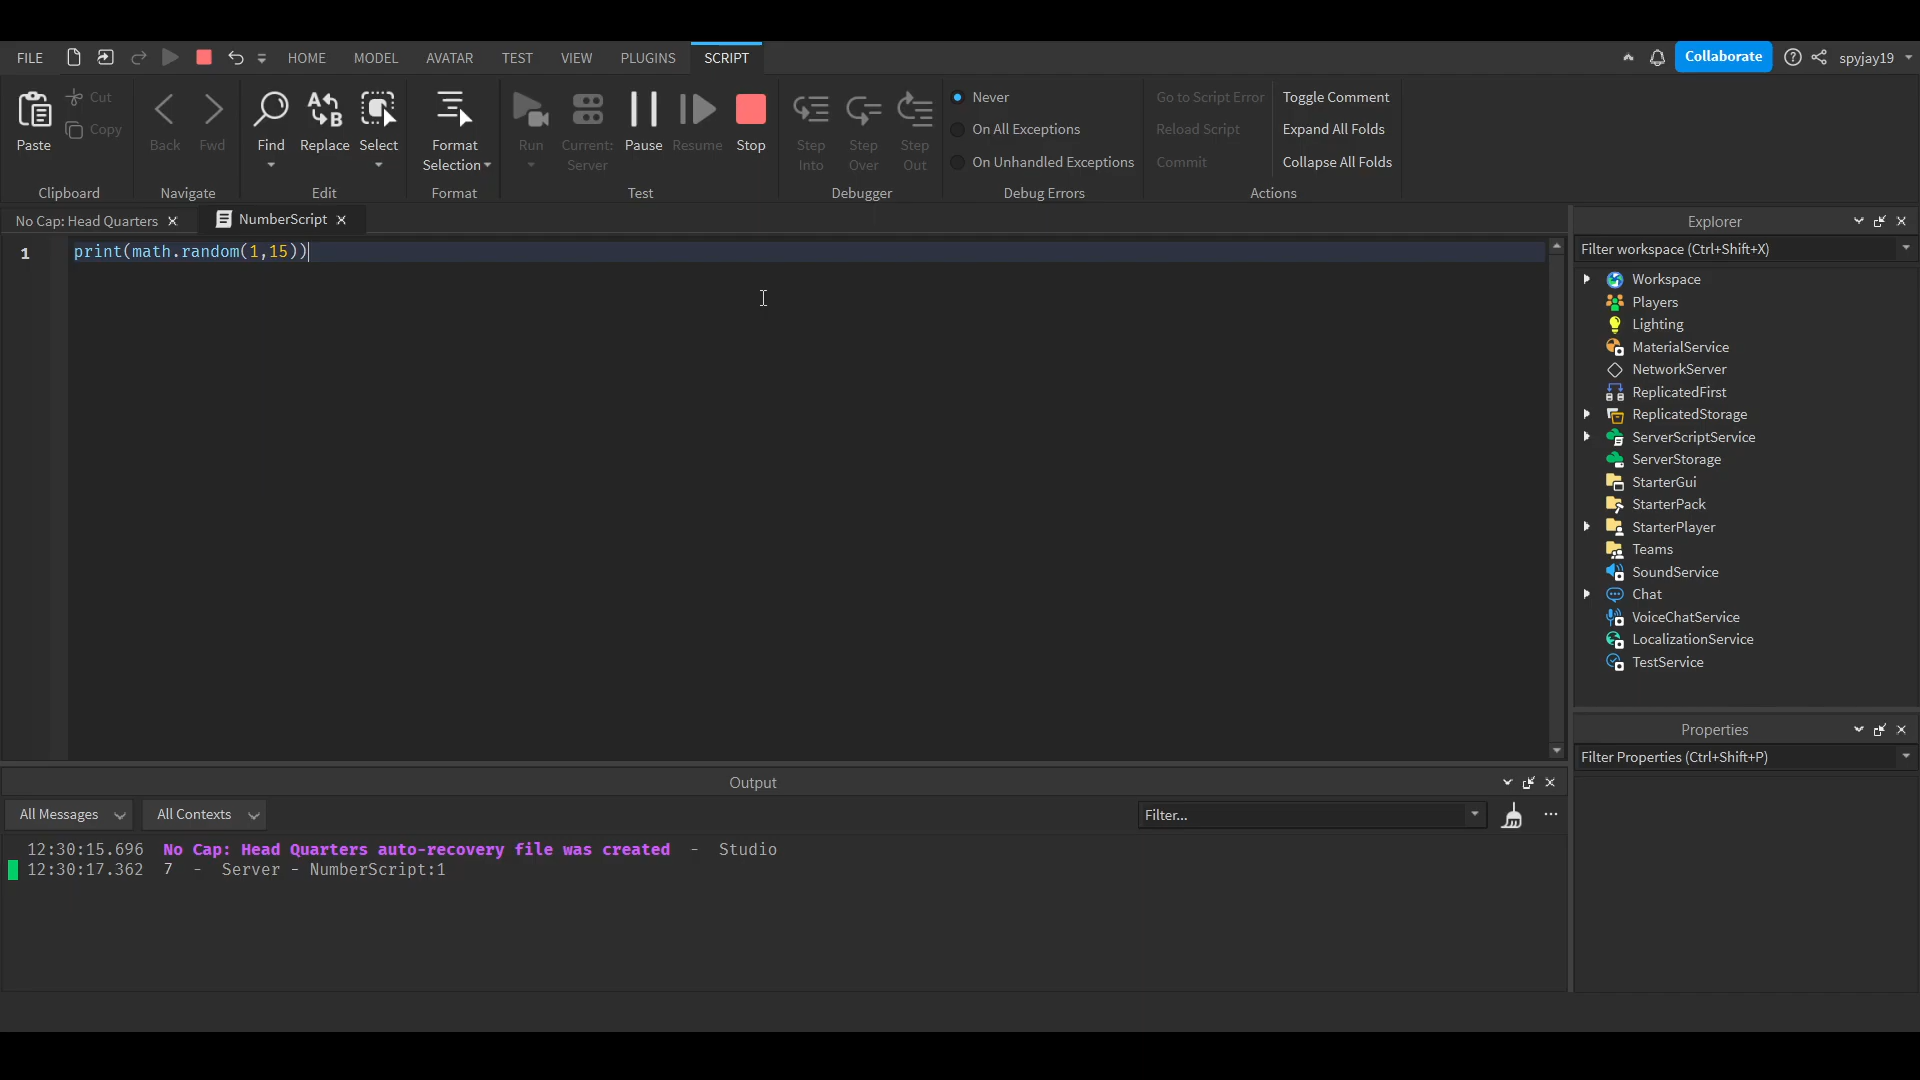 FILE HOME MODEL AVATAR TEST VIEW PLUGINS SCRIPT Collaborate spyjay19
Paste Cut Copy
Back Fwd
Find Replace Select
Format Selection
Run Current: Server Pause Resume Stop
Step Into Step Over Step Out
Never
On All Exceptions
On Unhandled Exceptions
Go to Script Error
Reload Script
Commit
Toggle Comment
Expand All Folds
Collapse All Folds
Clipboard Navigate Edit Format Test Debugger Debug Errors Actions
No Cap: Head Quarters NumberScript
1 print(math.random(1,15))
Explorer
Filter workspace (Ctrl+Shift+X)
Workspace
Players
Lighting
MaterialService
NetworkServer
ReplicatedFirst
ReplicatedStorage
ServerScriptService
ServerStorage
StarterGui
StarterPack
StarterPlayer
Teams
SoundService
Chat
VoiceChatService
LocalizationService
TestService
Properties
Filter Properties (Ctrl+Shift+P)
Output
All Messages All Contexts Filter...
12:30:15.696 No Cap: Head Quarters auto-recovery file was created - Studio
12:30:17.362 7 - Server - NumberScript:1